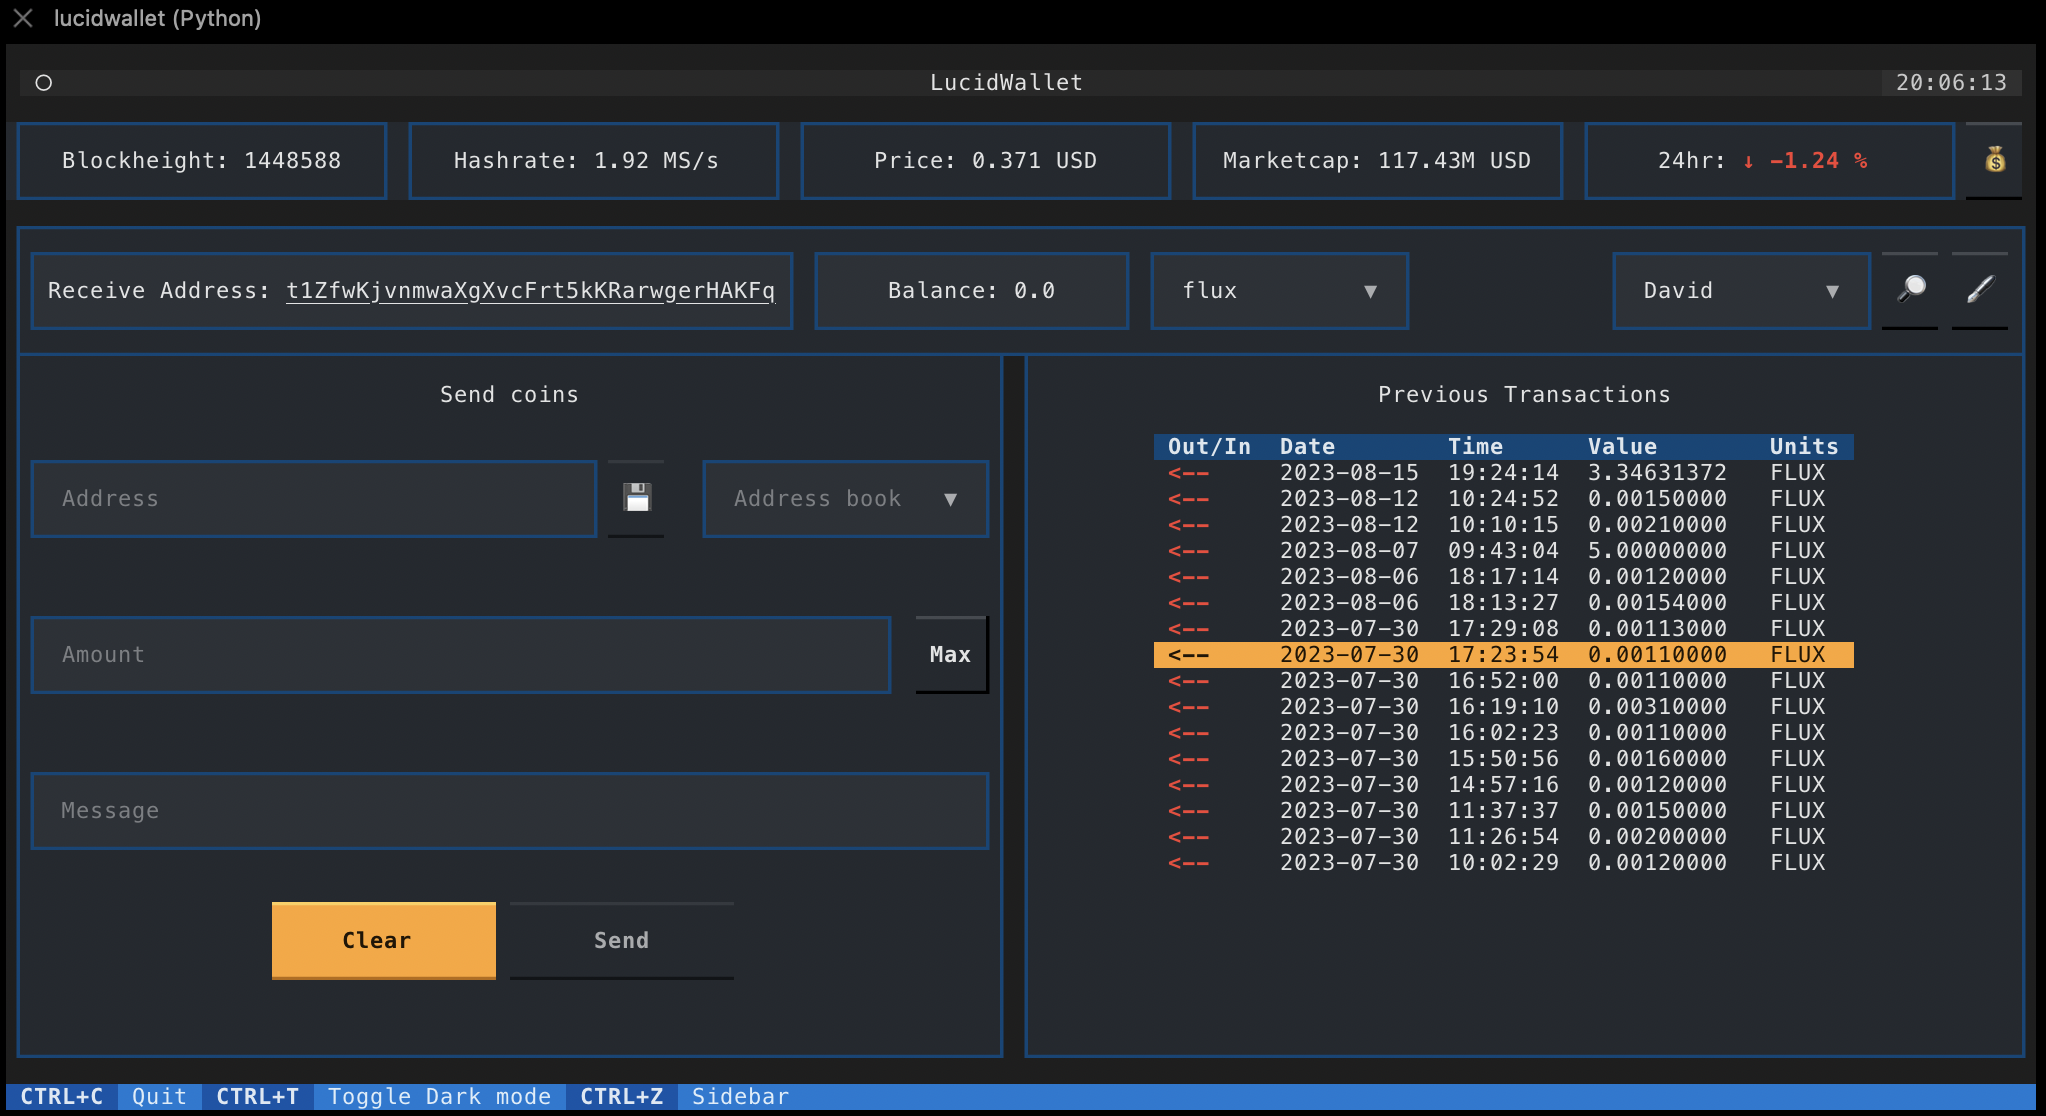 lucidwallet (Python)
LucidWallet 20:06:13
Blockheight: 1448588 Hashrate: 1.92 MS/s Price: 0.371 USD Marketcap: 117.43M USD 24hr: ↓ -1.24 %
Receive Address: t1ZfwKjvnmwaXgXvcFrt5kKRarwgerHAKFq Balance: 0.0 flux ▼ David ▼
Send coins
Address Address book ▼
Amount Max
Message
Clear Send
Previous Transactions
Out/In Date Time Value Units
<-- 2023-08-15 19:24:14 3.34631372 FLUX
<-- 2023-08-12 10:24:52 0.00150000 FLUX
<-- 2023-08-12 10:10:15 0.00210000 FLUX
<-- 2023-08-07 09:43:04 5.00000000 FLUX
<-- 2023-08-06 18:17:14 0.00120000 FLUX
<-- 2023-08-06 18:13:27 0.00154000 FLUX
<-- 2023-07-30 17:29:08 0.00113000 FLUX
<-- 2023-07-30 17:23:54 0.00110000 FLUX
<-- 2023-07-30 16:52:00 0.00110000 FLUX
<-- 2023-07-30 16:19:10 0.00310000 FLUX
<-- 2023-07-30 16:02:23 0.00110000 FLUX
<-- 2023-07-30 15:50:56 0.00160000 FLUX
<-- 2023-07-30 14:57:16 0.00120000 FLUX
<-- 2023-07-30 11:37:37 0.00150000 FLUX
<-- 2023-07-30 11:26:54 0.00200000 FLUX
<-- 2023-07-30 10:02:29 0.00120000 FLUX
CTRL+C Quit CTRL+T Toggle Dark mode CTRL+Z Sidebar